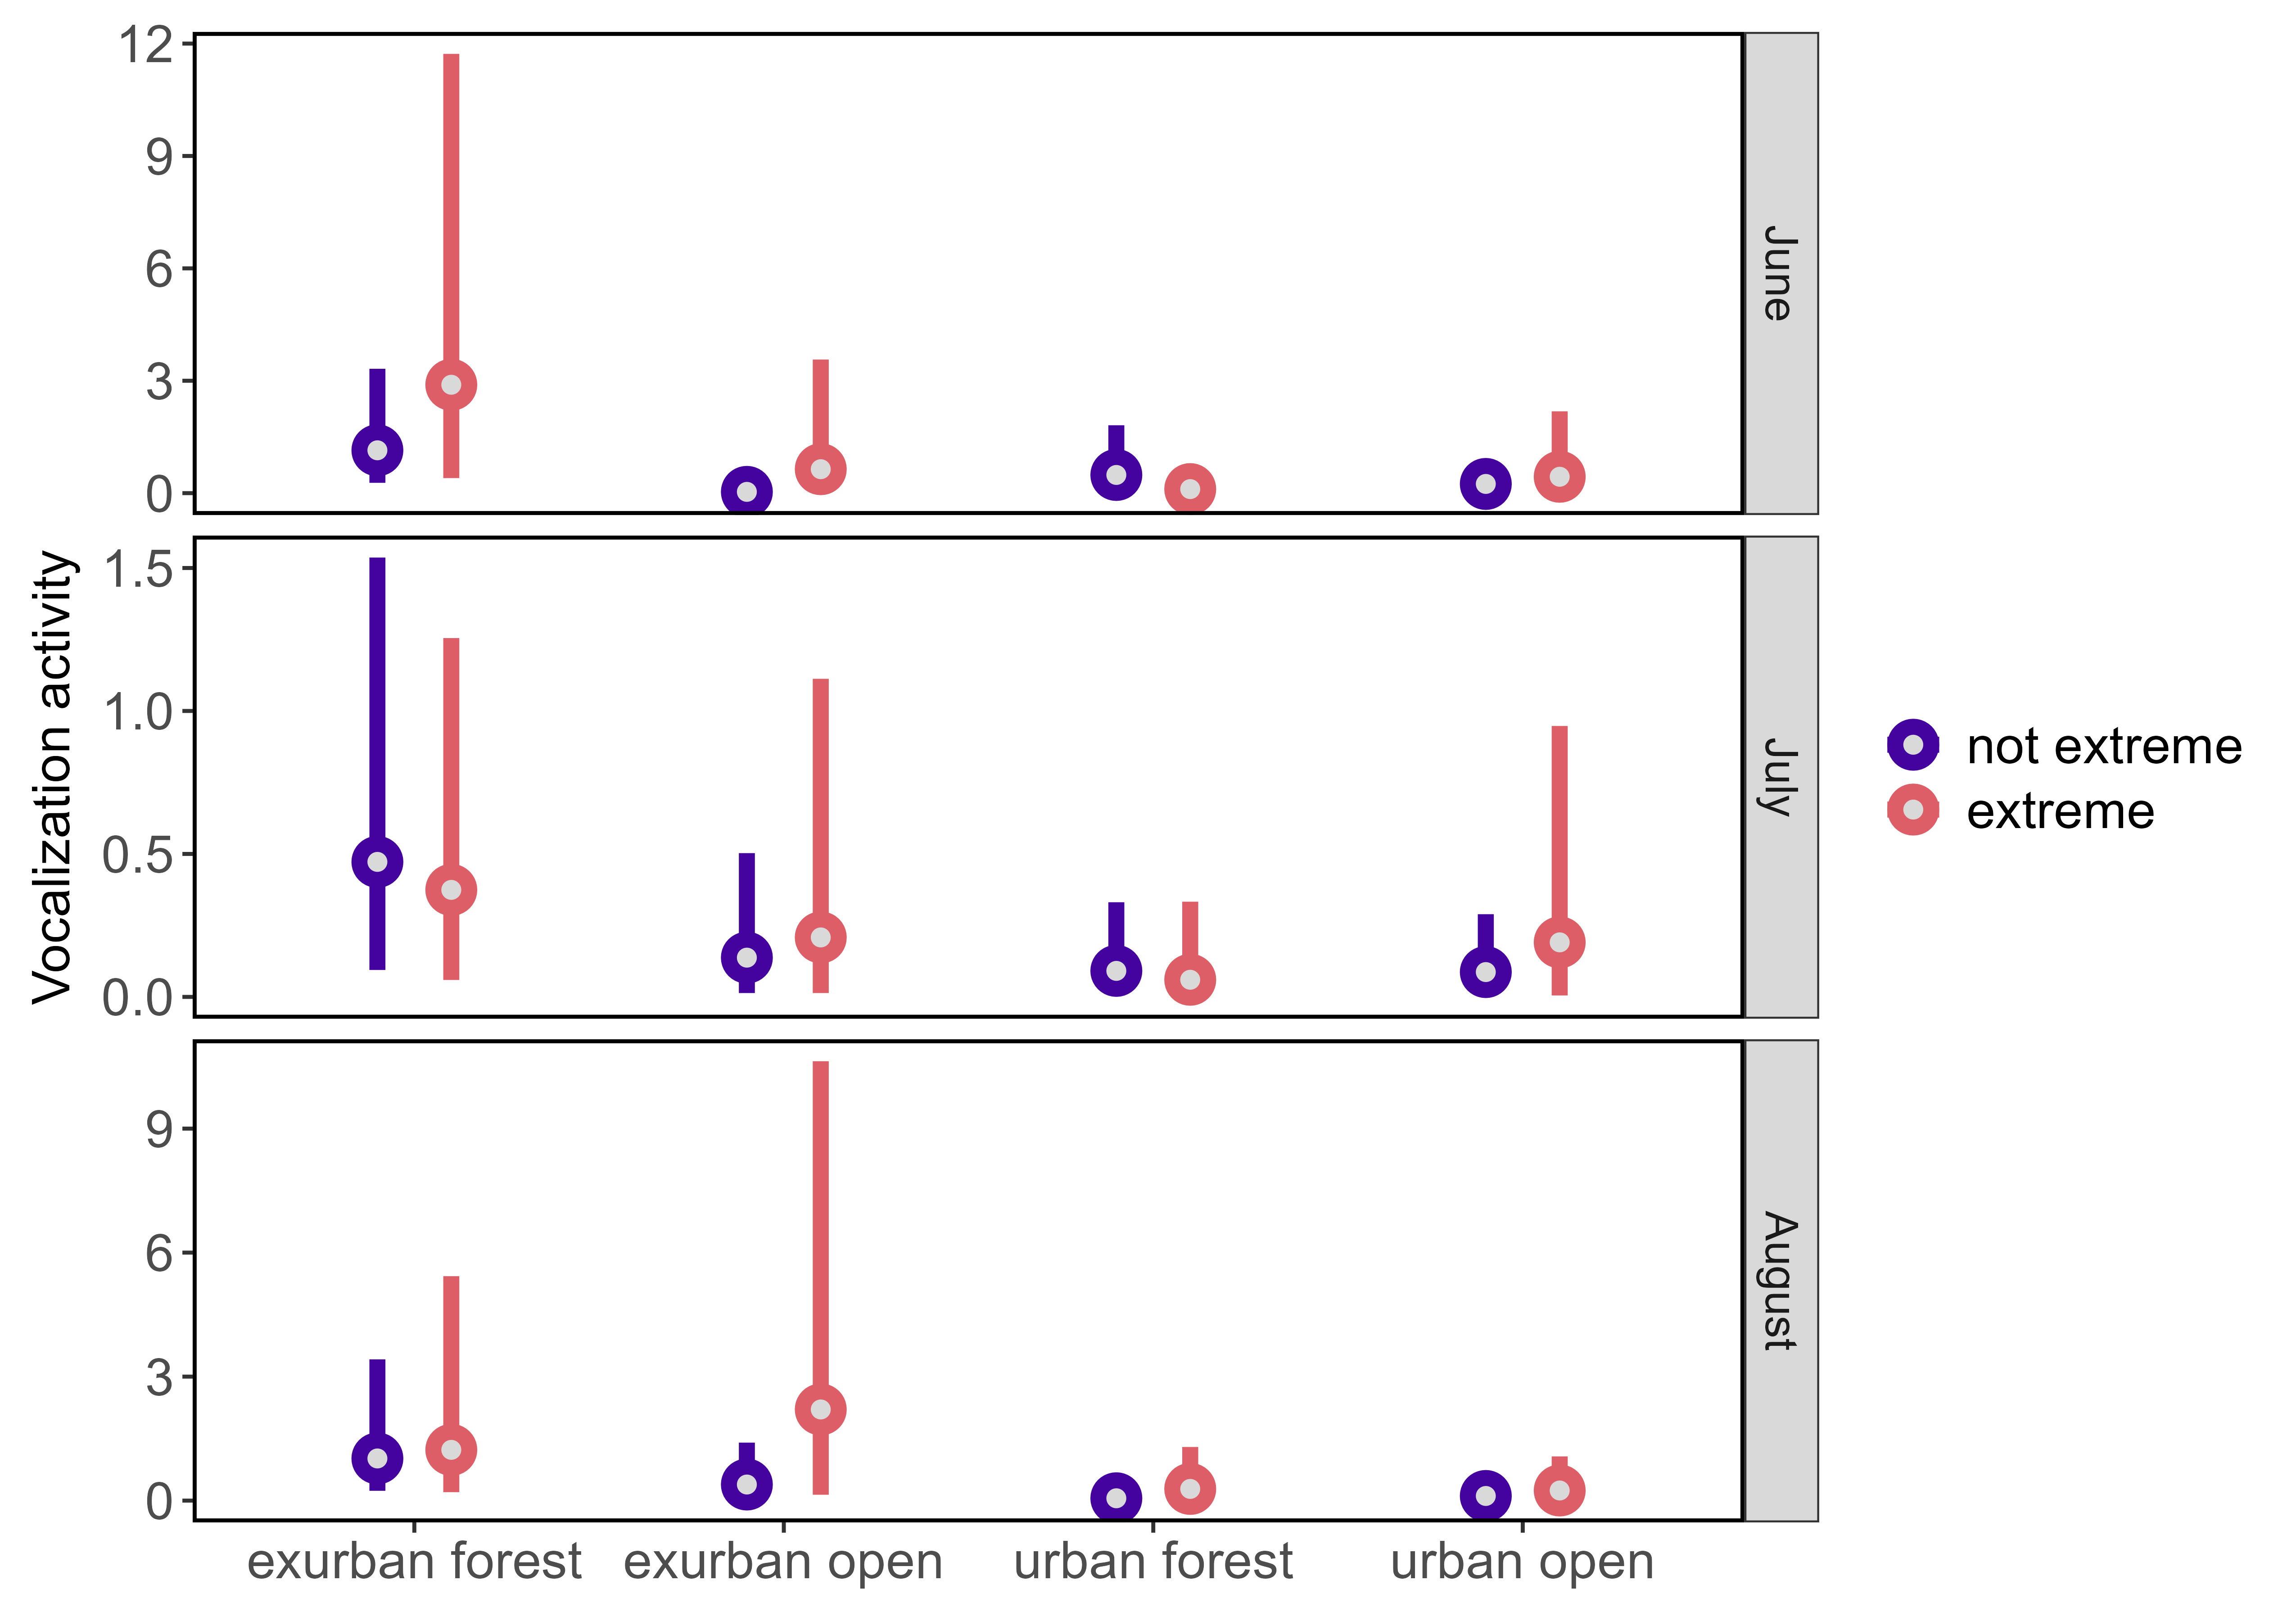 12
9
6
3
0
June
Vocalization activity
1.5
1.0
0.5
0.0
July
not extreme
extreme
9
6
3
0
August
exurban forest
exurban open
urban forest
urban open